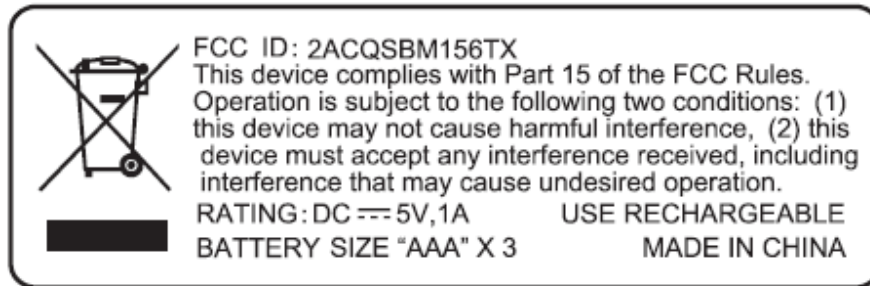 FCC ID: 2ACQSBM156TX
This device complies with Part 15 of the FCC Rules.
Operation is subject to the following two conditions: (1)
this device may not cause harmful interference, (2) this
device must accept any interference received, including
interference that may cause undesired operation.
RATING: DC ⎓ 5V,1A USE RECHARGEABLE
BATTERY SIZE “AAA” X 3 MADE IN CHINA